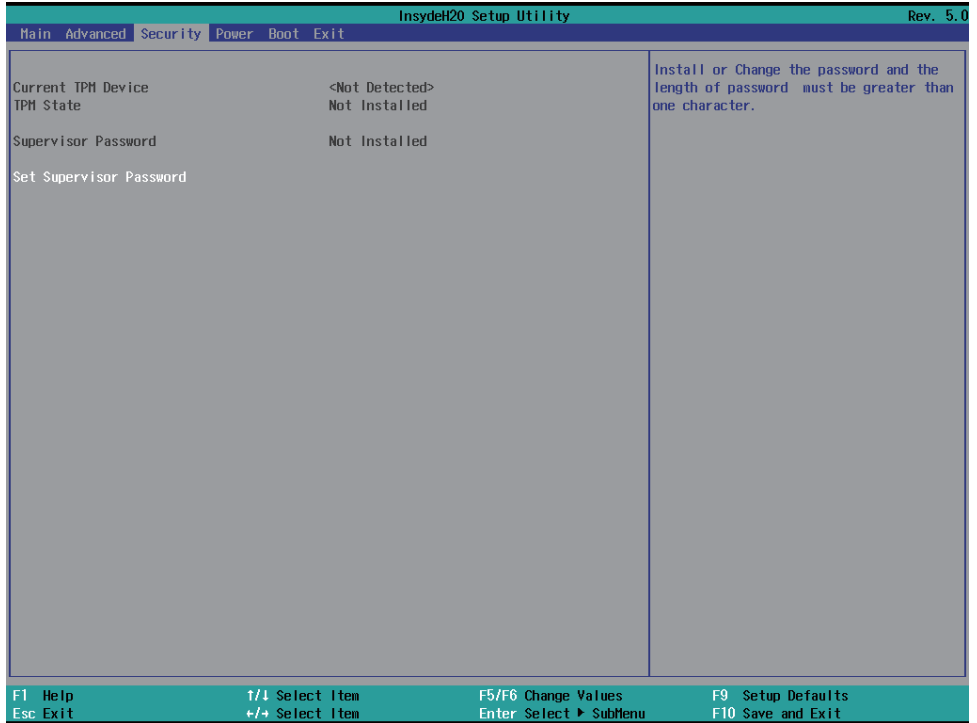 InsydeH20 Setup Utility Rev. 5.0
Main Advanced Security Power Boot Exit
Install or Change the password and the
Current TPM Device <Not Detected> length of password must be greater than
TPM State Not Installed one character.
Supervisor Password Not Installed
Set Supervisor Password
F1 Help ↑/↓ Select Item F5/F6 Change Values F9 Setup Defaults
Esc Exit ←/→ Select Item Enter Select ▶ SubMenu F10 Save and Exit